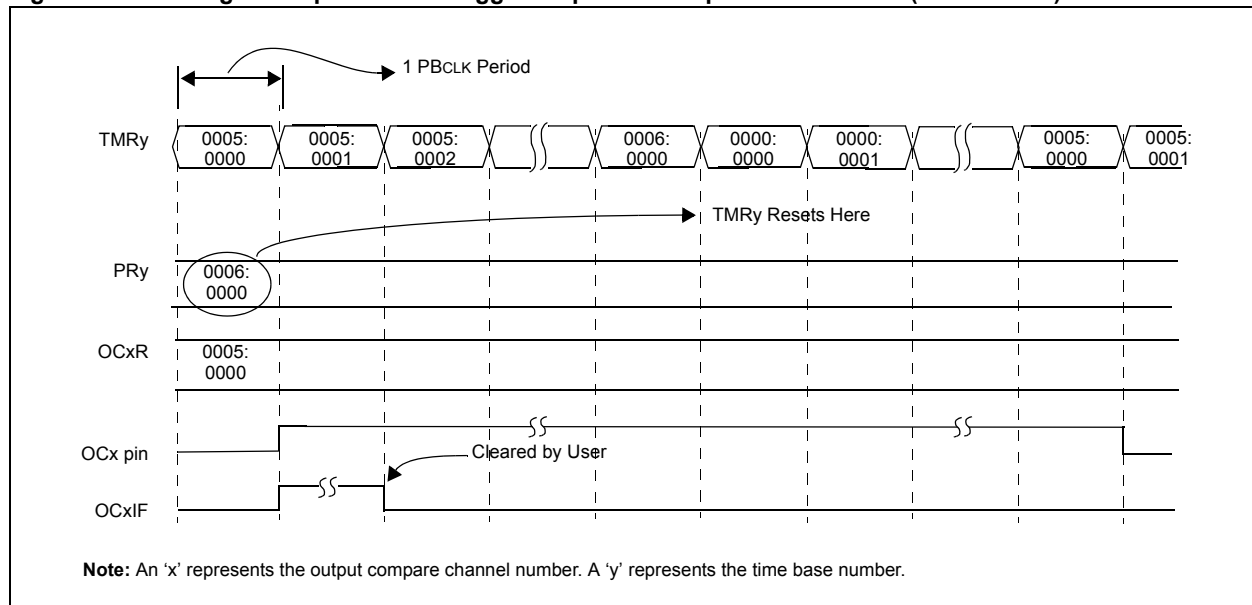 1 PBCLK Period
TMRy 0005: 0005: 0005: 0006: 0000: 0000: 0005: 0005:
0000 0001 0002 0000 0000 0001 0000 0001
TMRy Resets Here
PRy 0006:
0000
OCxR 0005:
0000
OCx pin
Cleared by User
OCxIF
Note: An ‘x’ represents the output compare channel number. A ‘y’ represents the time base number.